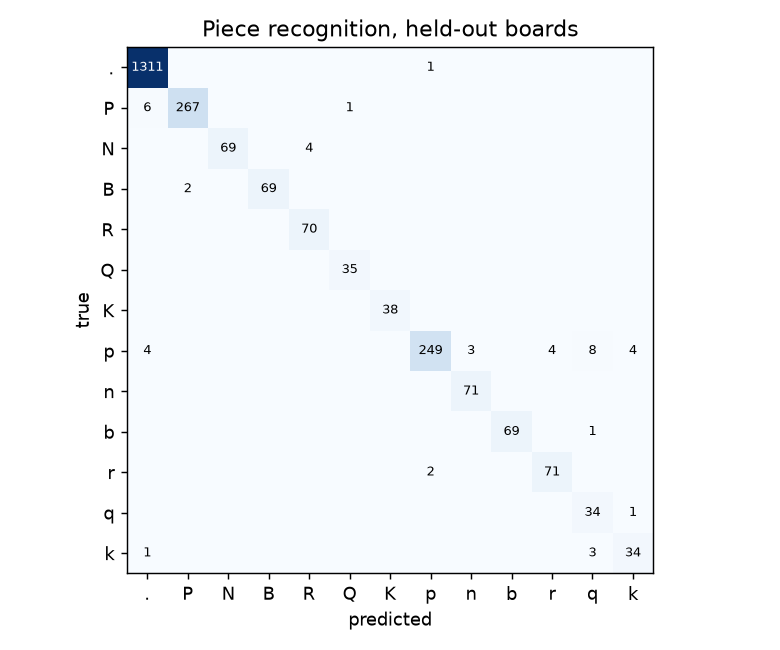 Piece recognition, held-out boards
. 1311 1
P 6 267 1
N 69 4
B 2 69
R 70
Q 35
K 38
p 4 249 3 4 8 4
n 71
b 69 1
r 2 71
q 34 1
k 1 3 34
. P N B R Q K p n b r q k
predicted
true